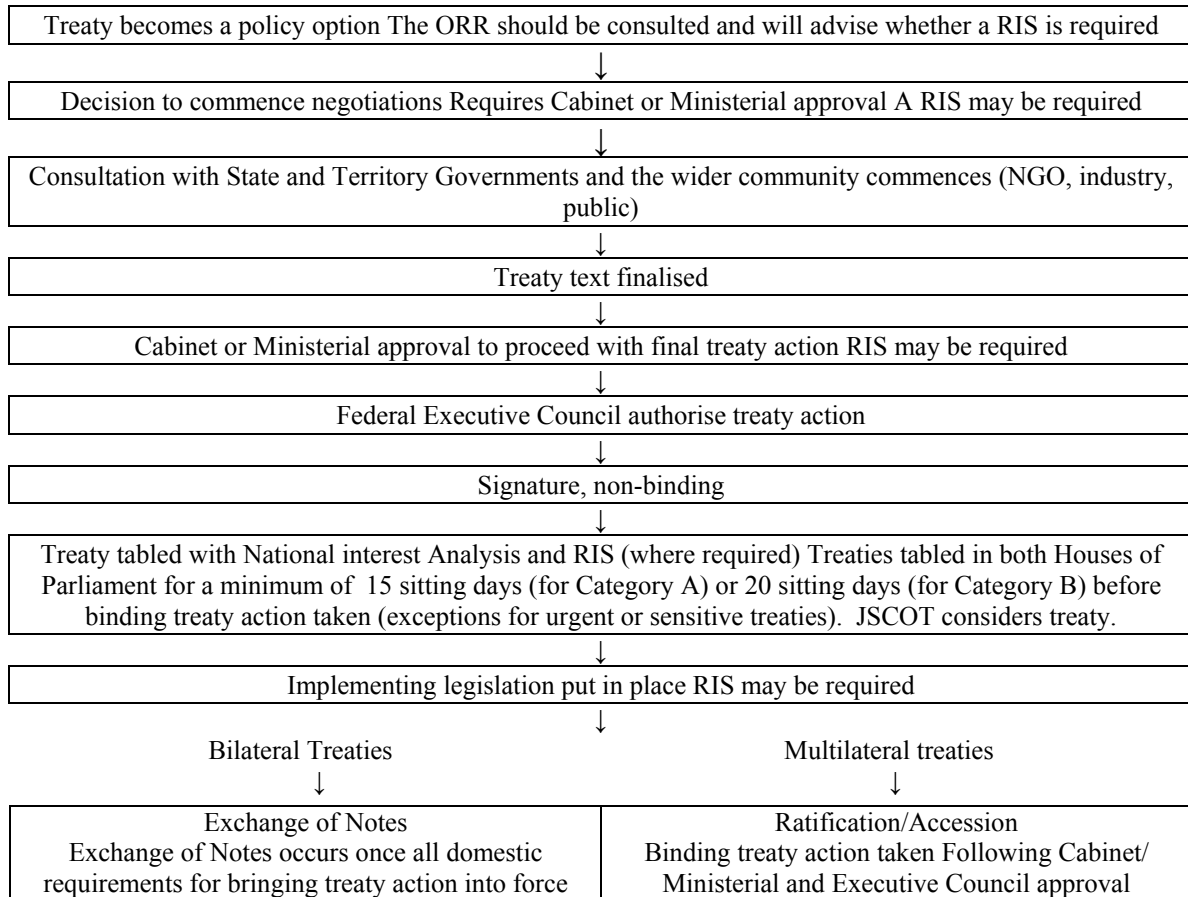 Treaty becomes a policy option The ORR should be consulted and will advise whether a RIS is required
↓
Decision to commence negotiations Requires Cabinet or Ministerial approval A RIS may be required
↓
Consultation with State and Territory Governments and the wider community commences (NGO, industry,
public)
↓
Treaty text finalised
↓
Cabinet or Ministerial approval to proceed with final treaty action RIS may be required
↓
Federal Executive Council authorise treaty action
↓
Signature, non-binding
↓
Treaty tabled with National interest Analysis and RIS (where required) Treaties tabled in both Houses of
Parliament for a minimum of 15 sitting days (for Category A) or 20 sitting days (for Category B) before
binding treaty action taken (exceptions for urgent or sensitive treaties). JSCOT considers treaty.
↓
Implementing legislation put in place RIS may be required
↓
Bilateral Treaties
↓
Exchange of Notes
Exchange of Notes occurs once all domestic
requirements for bringing treaty action into force
Multilateral treaties
↓
Ratification/Accession
Binding treaty action taken Following Cabinet/
Ministerial and Executive Council approval